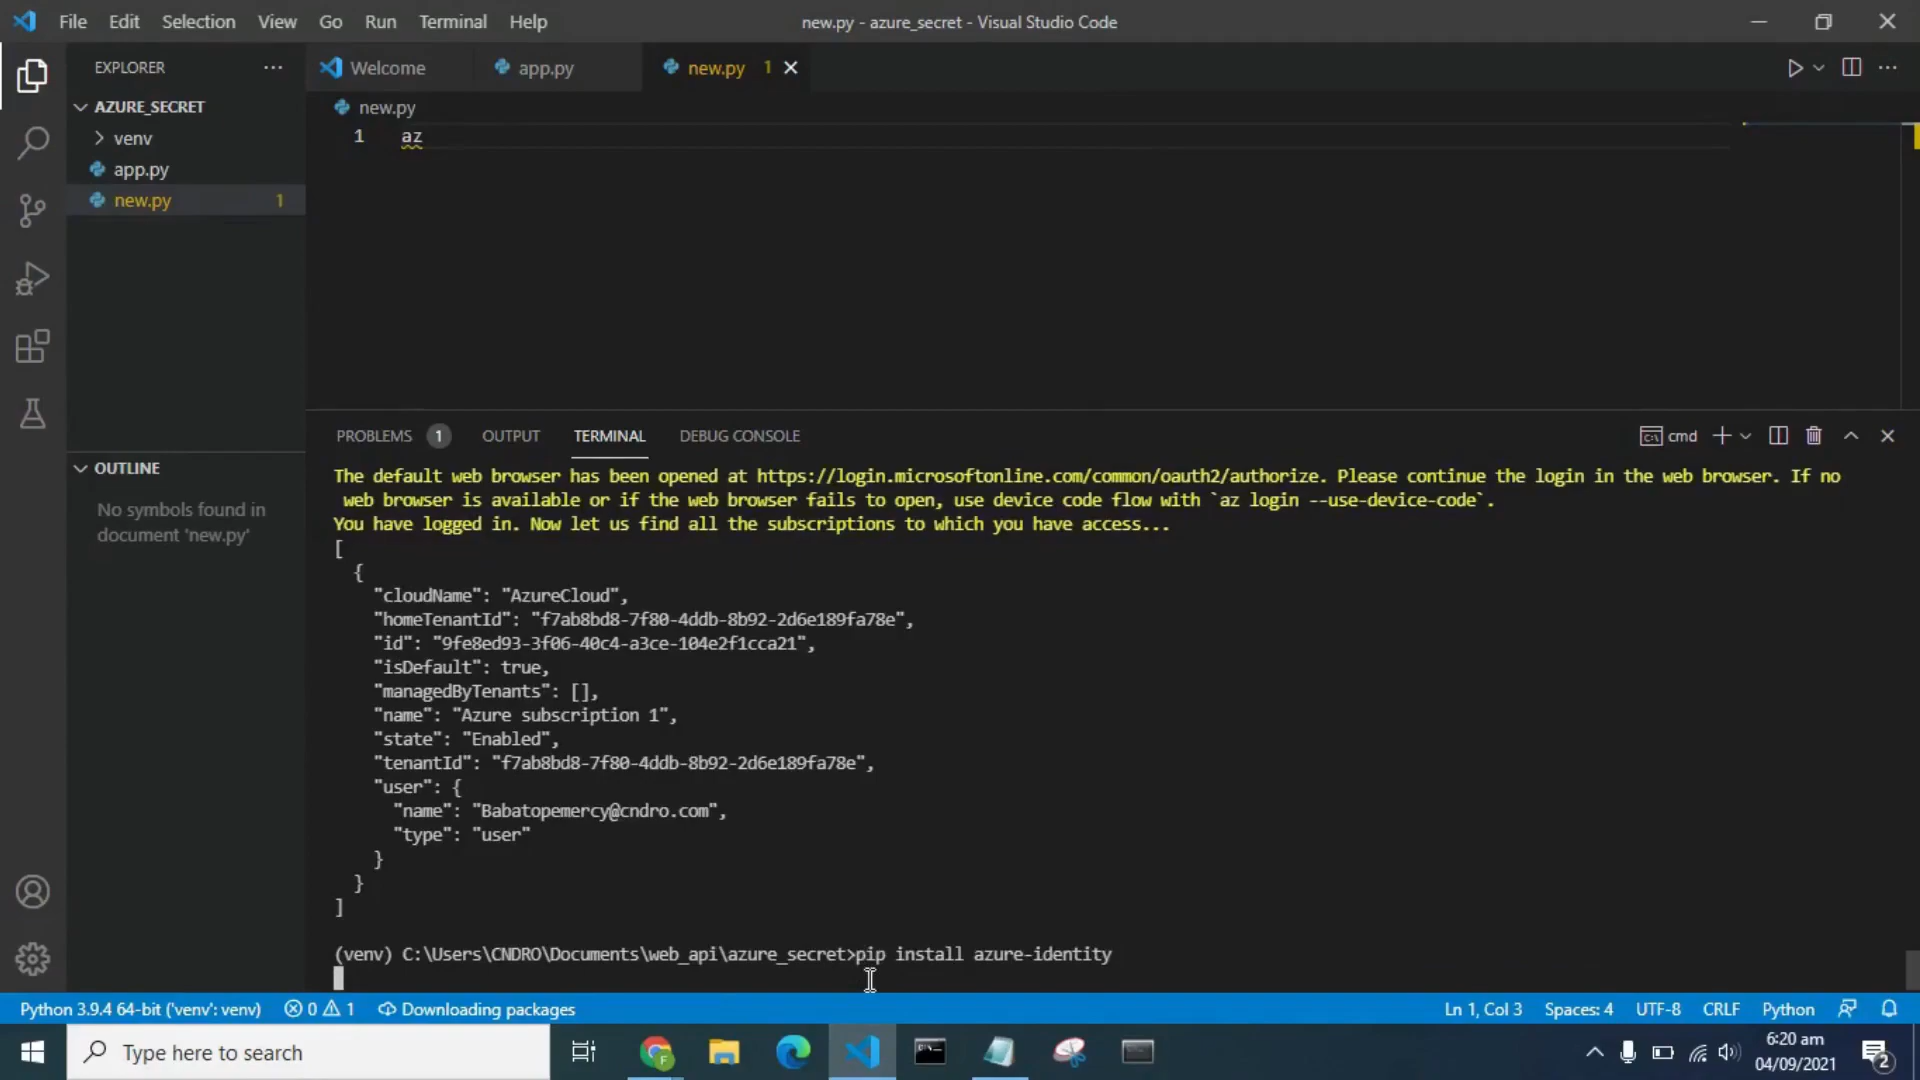 File Edit Selection View Go Run Terminal Help
new.py - azure_secret - Visual Studio Code
EXPLORER
Welcome
app.py
new.py 1
AZURE_SECRET
venv
app.py
new.py 1
new.py
1 az
PROBLEMS 1 OUTPUT TERMINAL DEBUG CONSOLE
cmd
OUTLINE
No symbols found in
document 'new.py'
The default web browser has been opened at https://login.microsoftonline.com/common/oauth2/authorize. Please continue the login in the web browser. If no
web browser is available or if the web browser fails to open, use device code flow with `az login --use-device-code`.
You have logged in. Now let us find all the subscriptions to which you have access...
[
{
"cloudName": "AzureCloud",
"homeTenantId": "f7ab8bd8-7f80-4ddb-8b92-2d6e189fa78e",
"id": "9fe8ed93-3f06-40c4-a3ce-104e2f1cca21",
"isDefault": true,
"managedByTenants": [],
"name": "Azure subscription 1",
"state": "Enabled",
"tenantId": "f7ab8bd8-7f80-4ddb-8b92-2d6e189fa78e",
"user": {
"name": "Babatopemercy@cndro.com",
"type": "user"
}
}
]
(venv) C:\Users\CNDRO\Documents\web_api\azure_secret>pip install azure-identity
Python 3.9.4 64-bit ('venv': venv) 0 1 Downloading packages
Ln 1, Col 3 Spaces: 4 UTF-8 CRLF Python
Type here to search
6:20 am
04/09/2021
2